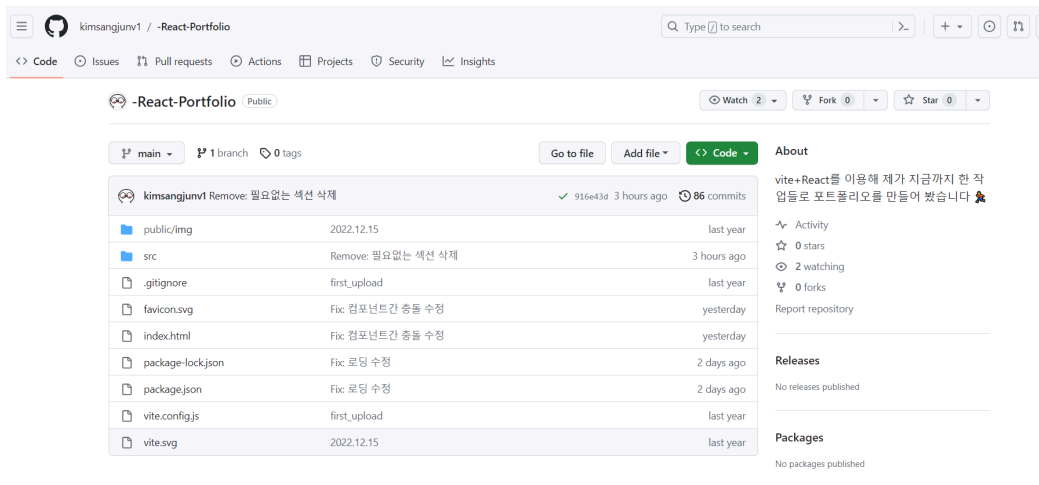 kimsangjunv1 / -React-Portfolio
Type / to search
Code Issues Pull requests Actions Projects Security Insights
-React-Portfolio Public
Watch 2 Fork 0 Star 0
main 1 branch 0 tags Go to file Add file Code
kimsangjunv1 Remove: 필요없는 섹션 삭제 916e43d 3 hours ago 86 commits
public/img 2022.12.15 last year
src Remove: 필요없는 섹션 삭제 3 hours ago
.gitignore first_upload last year
favicon.svg Fix: 컴포넌트간 충돌 수정 yesterday
index.html Fix: 컴포넌트간 충돌 수정 yesterday
package-lock.json Fix: 로딩 수정 2 days ago
package.json Fix: 로딩 수정 2 days ago
vite.config.js first_upload last year
vite.svg 2022.12.15 last year
About
vite+React를 이용해 제가 지금까지 한 작
업들로 포트폴리오를 만들어 봤습니다
Activity
0 stars
2 watching
0 forks
Report repository
Releases
No releases published
Packages
No packages published